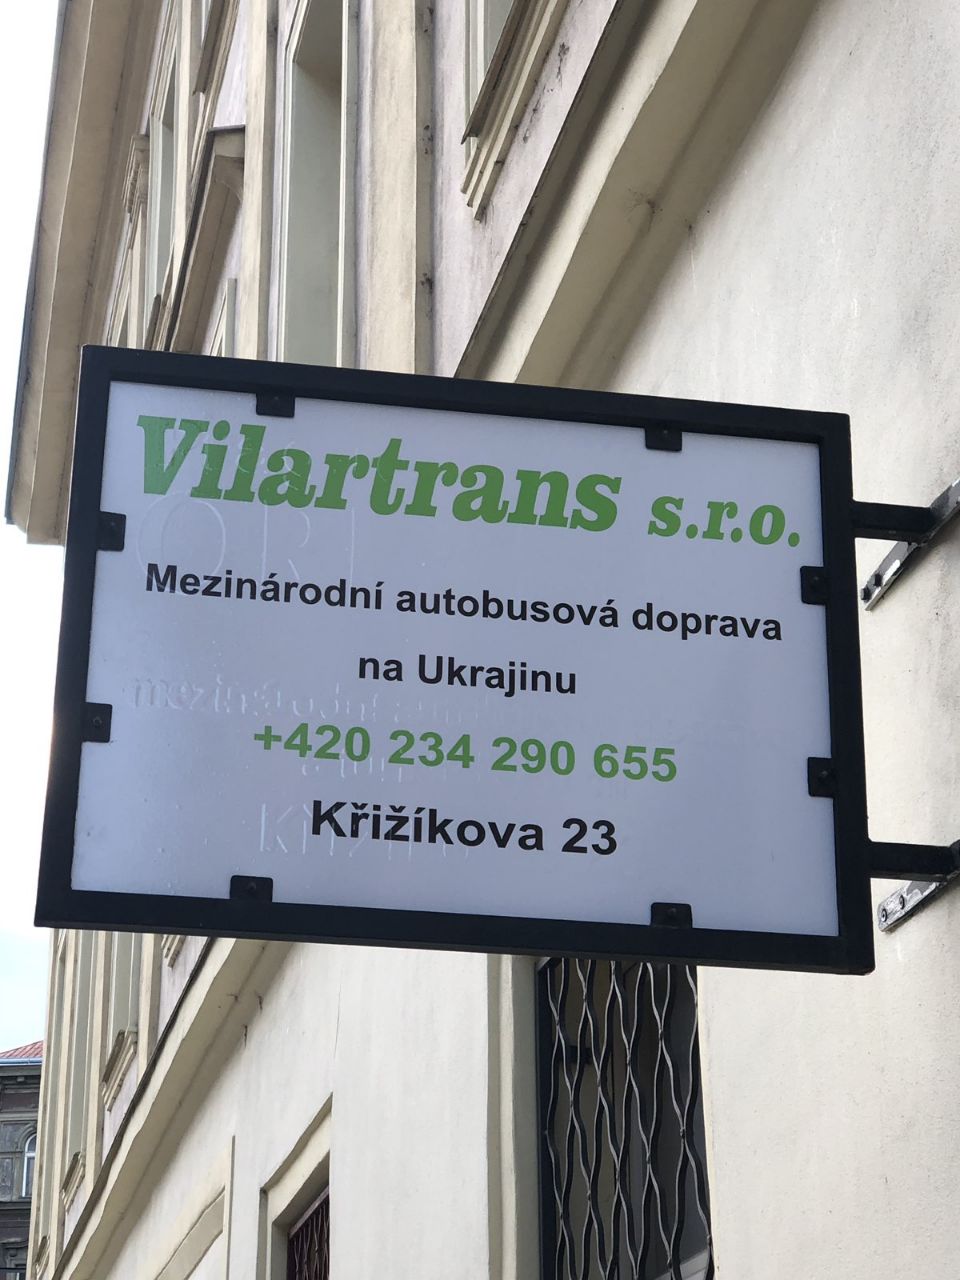 Vilartrans s.r.o.
Mezinárodní autobusová doprava
na Ukrajinu
+420 234 290 655
Křižíkova 23